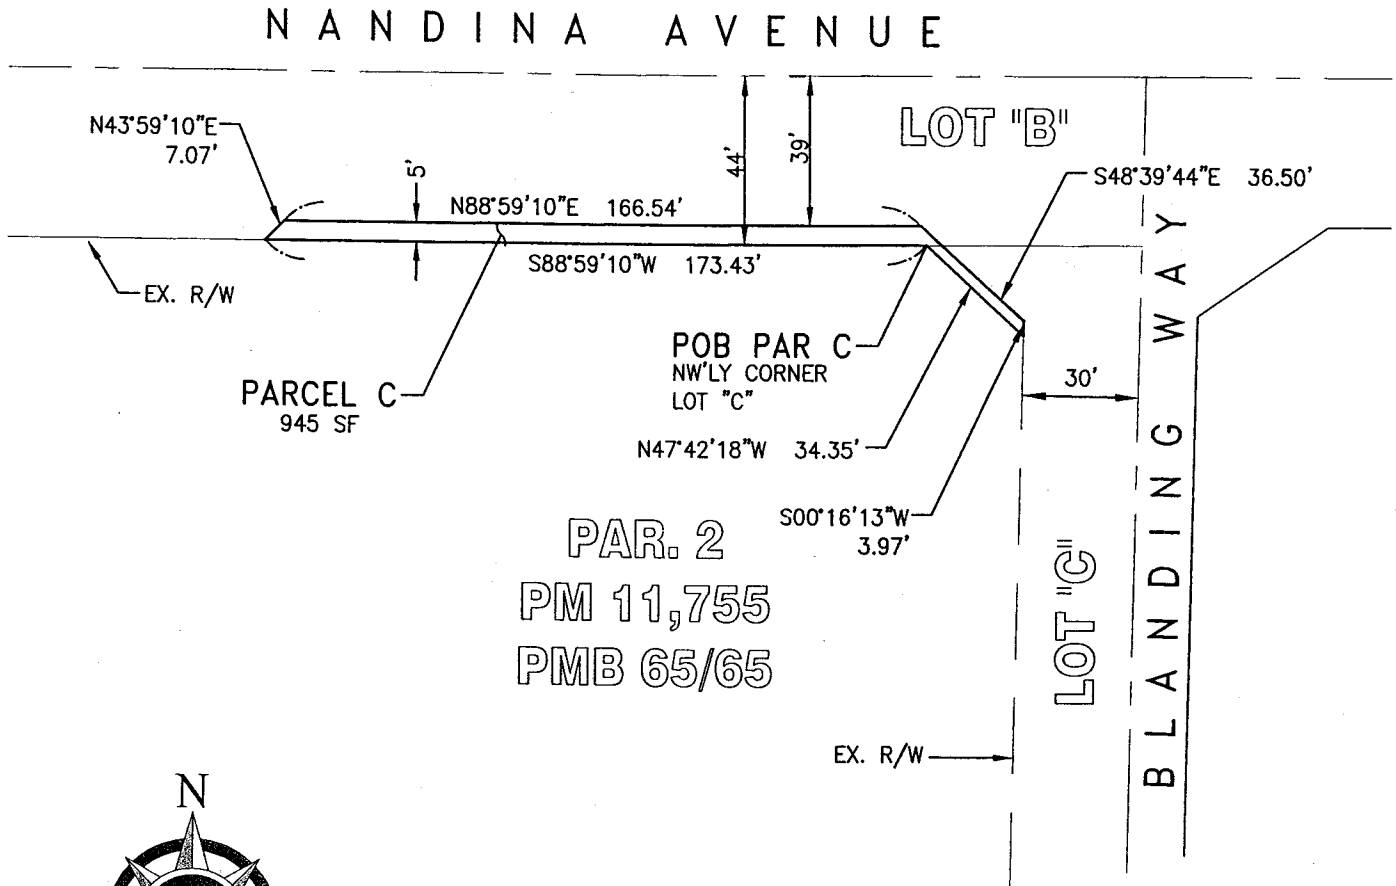 NANDINA AVENUE
N43°59'10"E
7.07'
5'
44'
39'
LOT "B"
S48°39'44"E 36.50'
N88°59'10"E 166.54'
S88°59'10"W 173.43'
EX. R/W
POB PAR C
NW'LY CORNER
LOT "C"
PARCEL C
945 SF
30'
N47°42'18"W 34.35'
S00°16'13"W
3.97'
PAR. 2
PM 11,755
PMB 65/65
LOT "C"
BLANDING WAY
EX. R/W
N